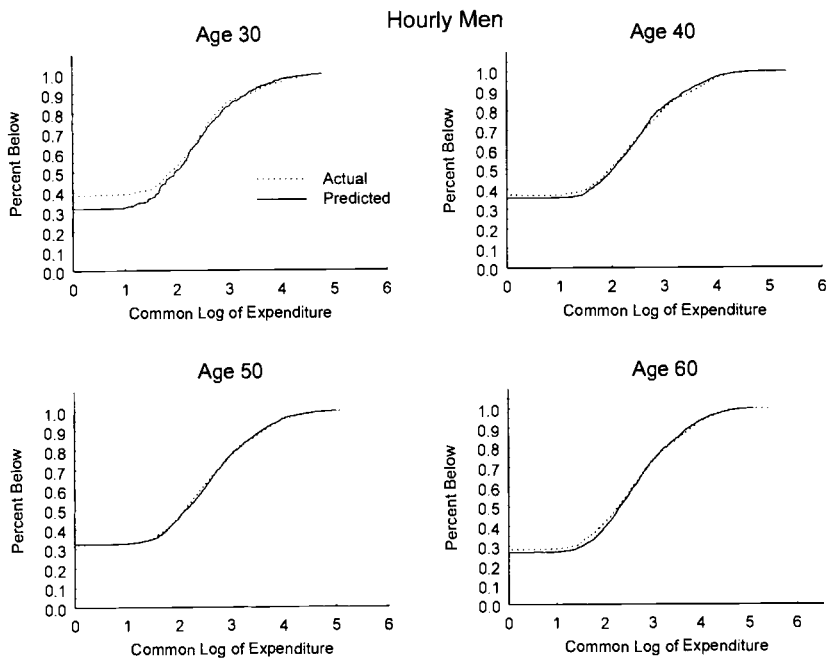 Hourly Men
Age 30
Percent Below
1.0
0.9
0.8
0.7
0.6
0.5
0.4
0.3
0.2
0.1
0.0
0 1 2 3 4 5 6
Common Log of Expenditure
Actual
Predicted
Age 40
Percent Below
1.0
0.9
0.8
0.7
0.6
0.5
0.4
0.3
0.2
0.1
0.0
0 1 2 3 4 5 6
Common Log of Expenditure
Age 50
Percent Below
1.0
0.9
0.8
0.7
0.6
0.5
0.4
0.3
0.2
0.1
0.0
0 1 2 3 4 5 6
Common Log of Expenditure
Age 60
Percent Below
1.0
0.9
0.8
0.7
0.6
0.5
0.4
0.3
0.2
0.1
0.0
0 1 2 3 4 5 6
Common Log of Expenditure